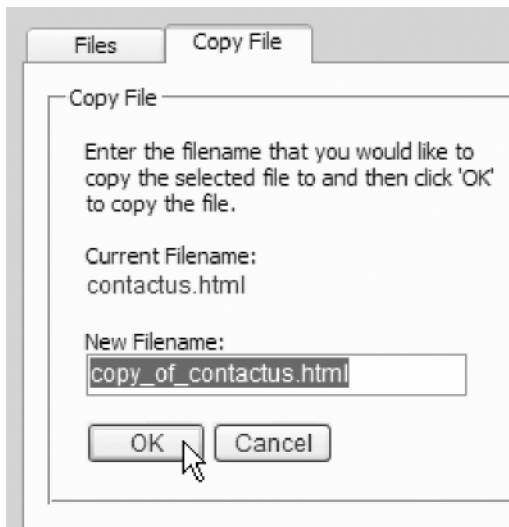 Files Copy File
Copy File
Enter the filename that you would like to
copy the selected file to and then click 'OK'
to copy the file.
Current Filename:
contactus.html
New Filename:
copy_of_contactus.html
OK Cancel